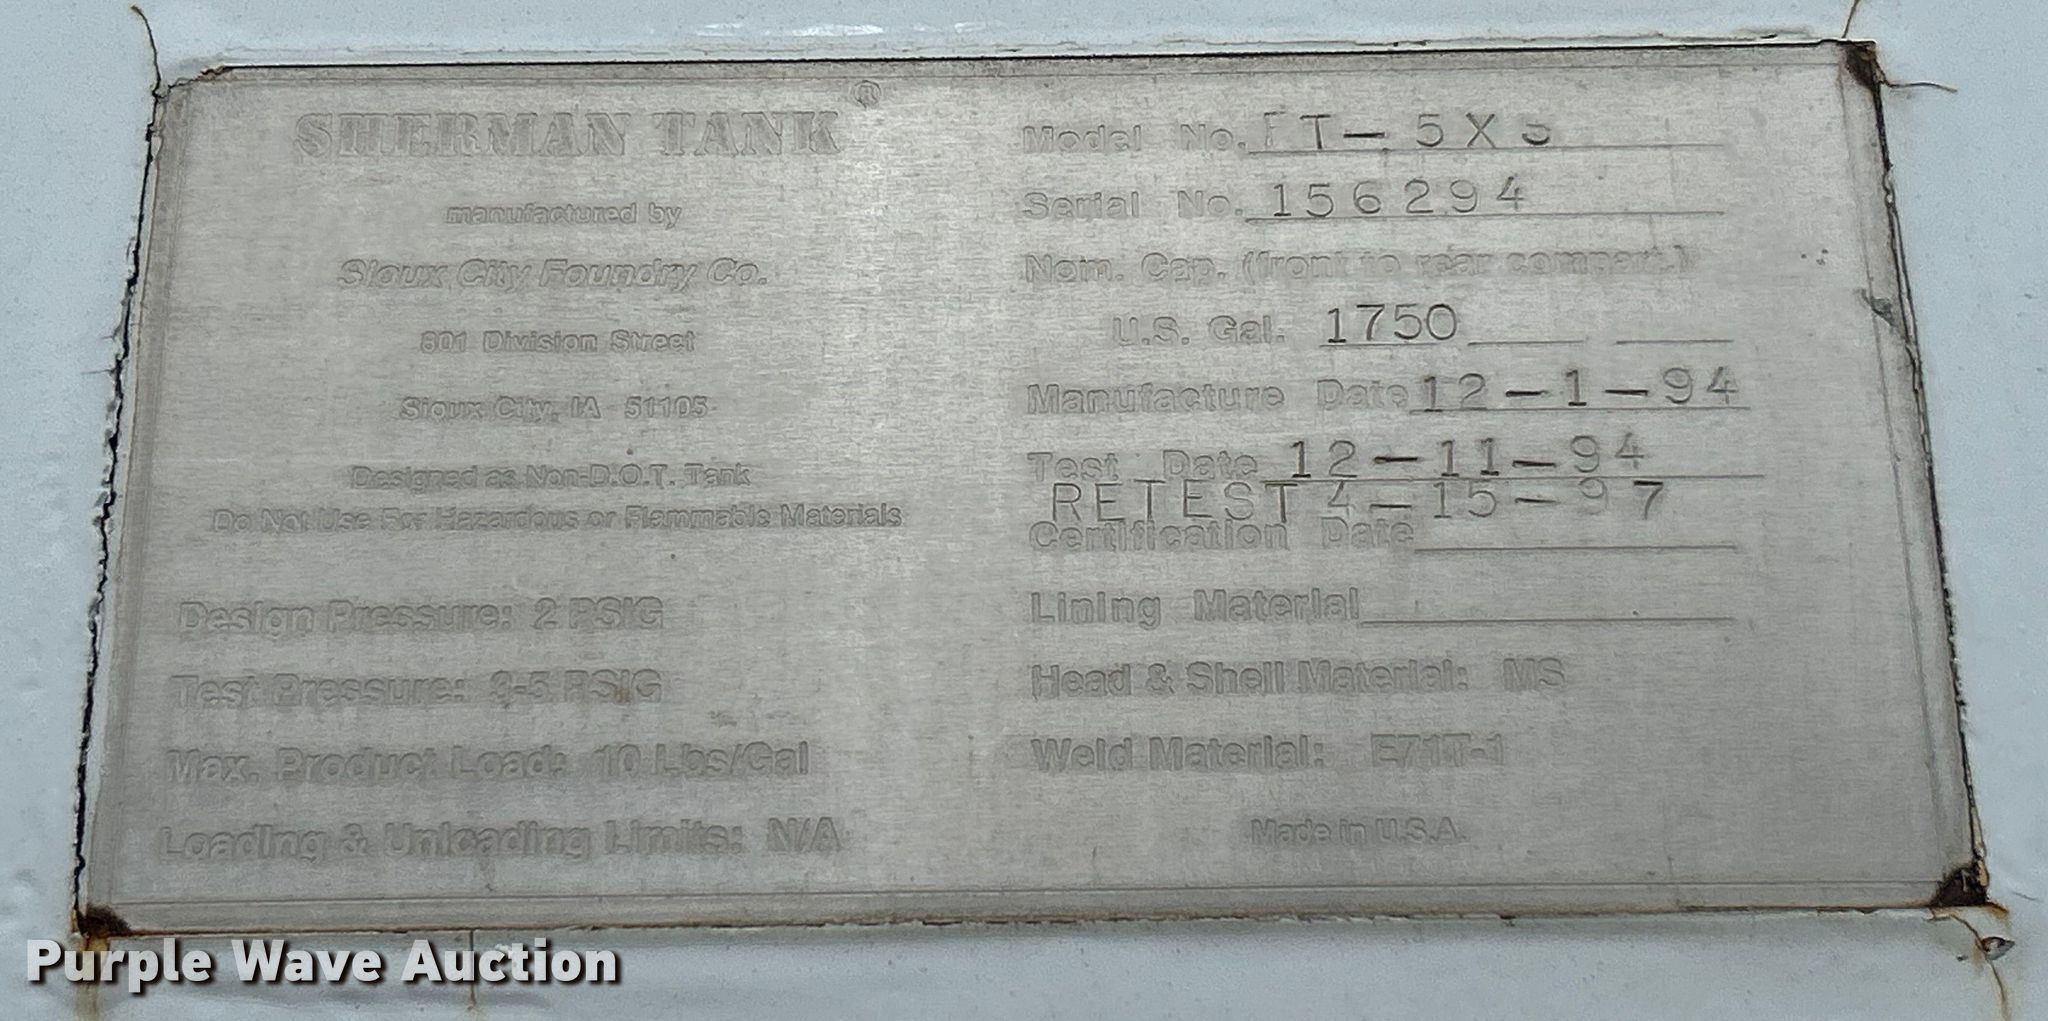 SHERMAN TANK®
manufactured by
Sioux City Foundry Co.
801 Division Street
Sioux City, IA 51105
Designed as Non-D.O.T. Tank
Do Not Use For Hazardous or Flammable Materials
Design Pressure: 2 PSIG
Test Pressure: 3-5 PSIG
Max. Product Load: 10 Lbs/Gal
Loading & Unloading Limits: N/A
Model No.
Serial No. 156294
Nom. Cap. (front to rear compart.)
U.S. Gal. 1750
Manufacture Date 12-1-94
Test Date 12-11-94
RETEST 4-15-97
Certification Date
Lining Material
Head & Shell Material: MS
Weld Material: E71T-1
Made in U.S.A.
Purple Wave Auction